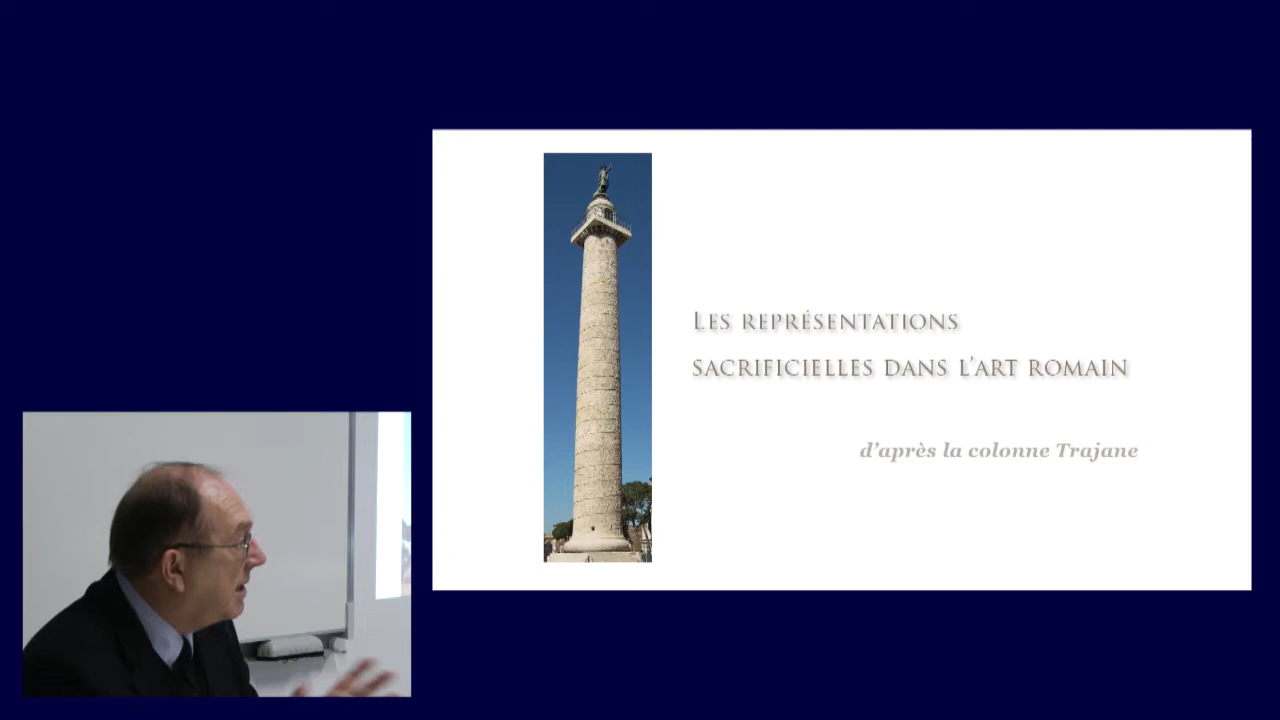 Les représentations
sacrificielles dans l’art romain
d’après la colonne Trajane